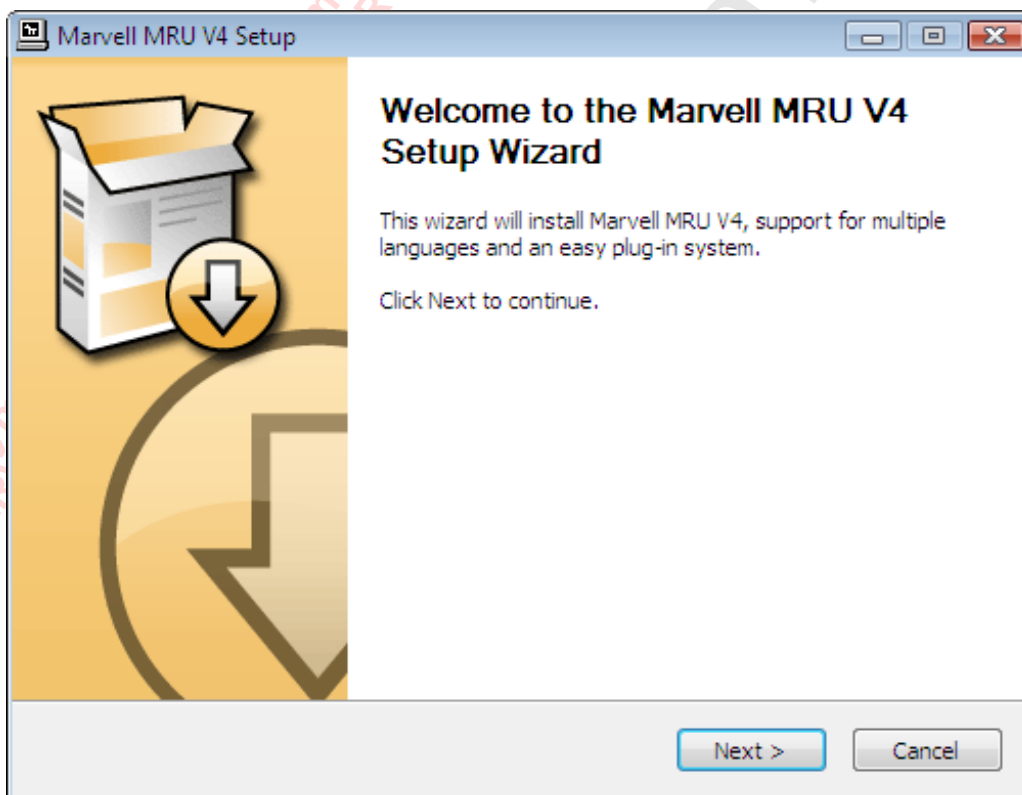 Marvell MRU V4 Setup
Welcome to the Marvell MRU V4
Setup Wizard
This wizard will install Marvell MRU V4, support for multiple
languages and an easy plug-in system.
Click Next to continue.
Next >
Cancel